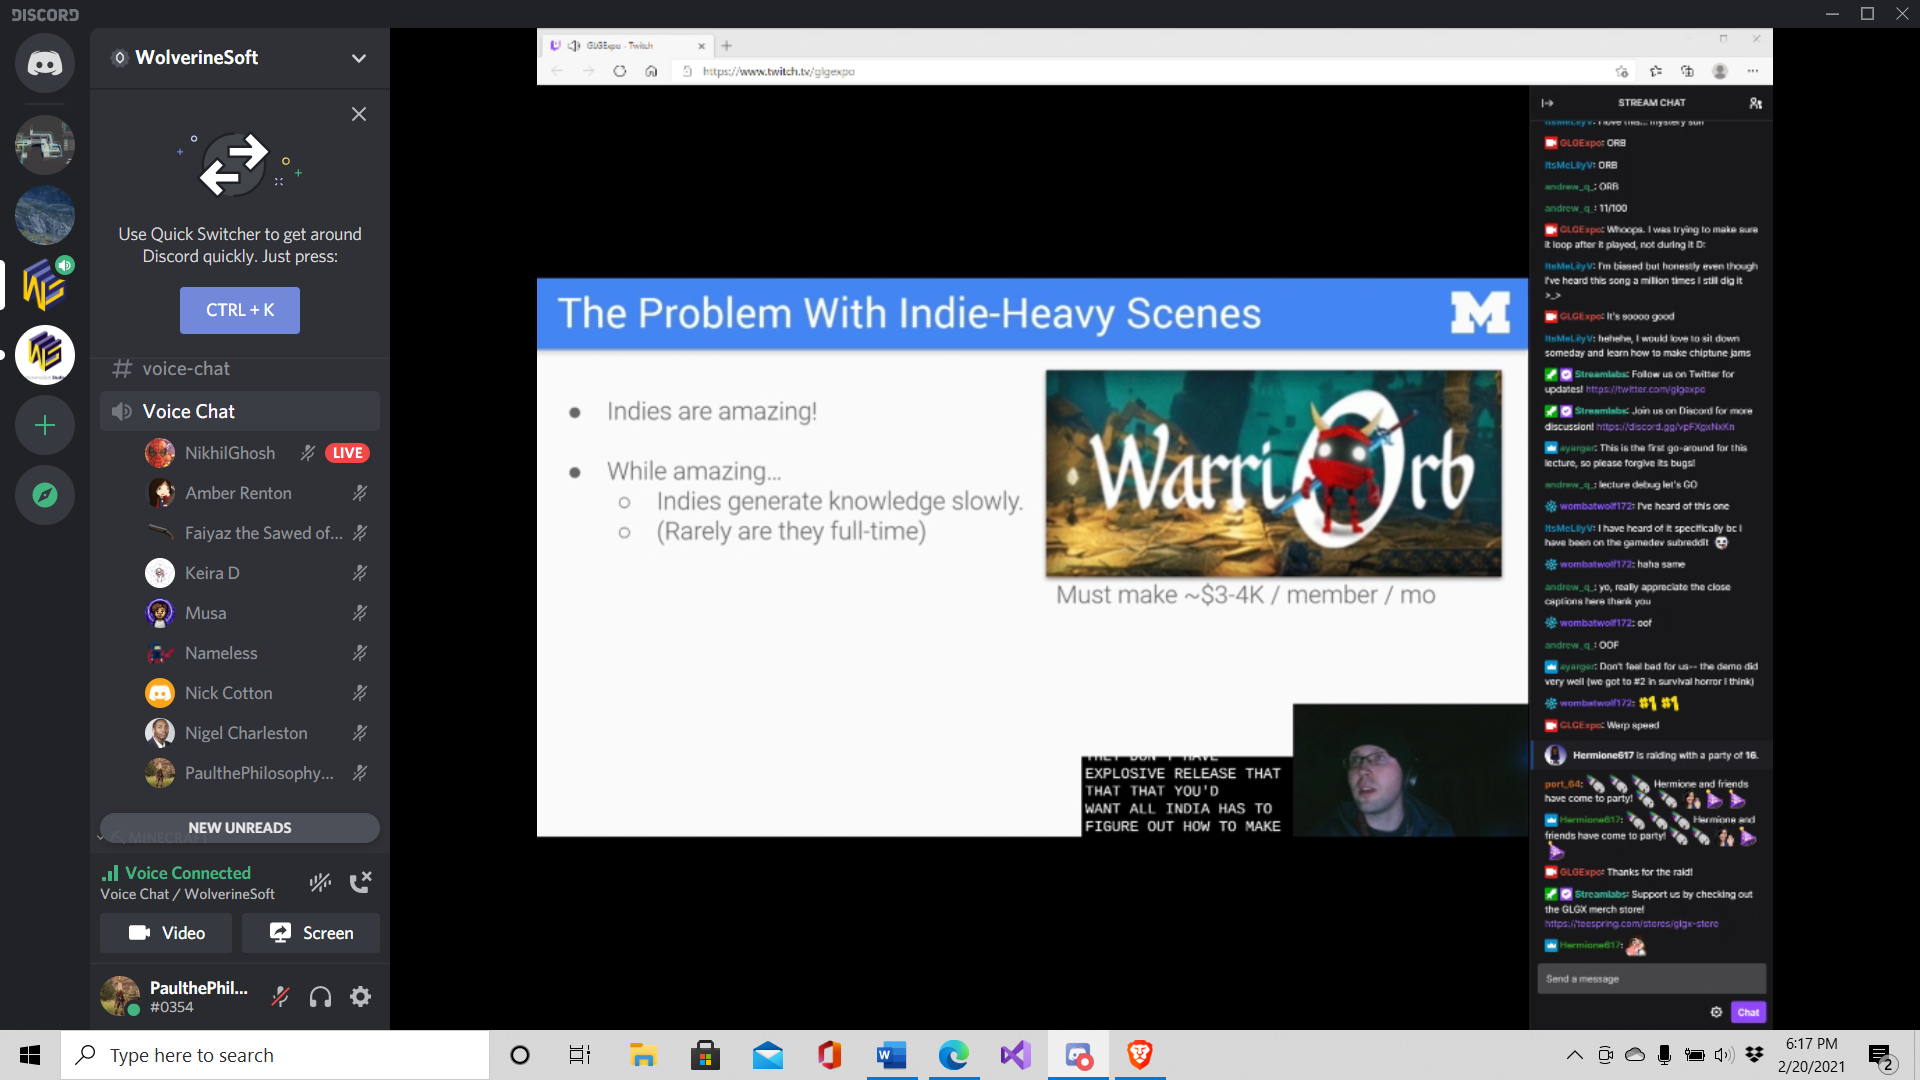 DISCORD
WolverineSoft
Use Quick Switcher to get around
Discord quickly. Just press:
CTRL + K
voice-chat
Voice Chat
NikhilGhosh
LIVE
Amber Renton
Faiyaz the Sawed of...
Keira D
Musa
Nameless
Nick Cotton
Nigel Charleston
PaulthePhilosophy...
NEW UNREADS
Voice Connected
Voice Chat / WolverineSoft
Video
Screen
PaulthePhil...
#0354
GLGExpo - Twitch
https://www.twitch.tv/glgexpo
The Problem With Indie-Heavy Scenes
M
Indies are amazing!
While amazing...
Indies generate knowledge slowly.
(Rarely are they full-time)
WarriOrb
Must make ~$3-4K / member / mo
THEY DON'T HAVE
EXPLOSIVE RELEASE THAT
THAT THAT YOU'D
WANT ALL INDIA HAS TO
FIGURE OUT HOW TO MAKE
STREAM CHAT
ItsMeLilyV: I love this... mystery sun
GLGExpo: ORB
ItsMeLilyV: ORB
andrew_q_: ORB
andrew_q_: 11/100
GLGExpo: Whoops. I was trying to make sure
it loop after it played, not during it D:
ItsMeLilyV: I'm biased but honestly even though
I've heard this song a million times I still dig it
>_>
GLGExpo: It's soooo good
ItsMeLilyV: hehehe, I would love to sit down
someday and learn how to make chiptune jams
Streamlabs: Follow us on Twitter for
updates! https://twitter.com/glgexpo
Streamlabs: Join us on Discord for more
discussion! https://discord.gg/vpFXgxNxKn
ayarger: This is the first go-around for this
lecture, so please forgive its bugs!
andrew_q_: lecture debug let's GO
wombatwolf172: I've heard of this one
ItsMeLilyV: I have heard of it specifically bc I
have been on the gamedev subreddit
wombatwolf172: haha same
andrew_q_: yo, really appreciate the close
captions here thank you
wombatwolf172: oof
andrew_q_: OOF
ayarger: Don't feel bad for us-- the demo did
very well (we got to #2 in survival horror I think)
wombatwolf172: #1 #1
GLGExpo: Warp speed
Hermione617 is raiding with a party of 16.
port_64: Hermione and friends
have come to party!
Hermione617: Hermione and
friends have come to party!
GLGExpo: Thanks for the raid!
Streamlabs: Support us by checking out
the GLGX merch store!
https://teespring.com/stores/glgx-store
Hermione617:
Send a message
Chat
Type here to search
6:17 PM
2/20/2021
2